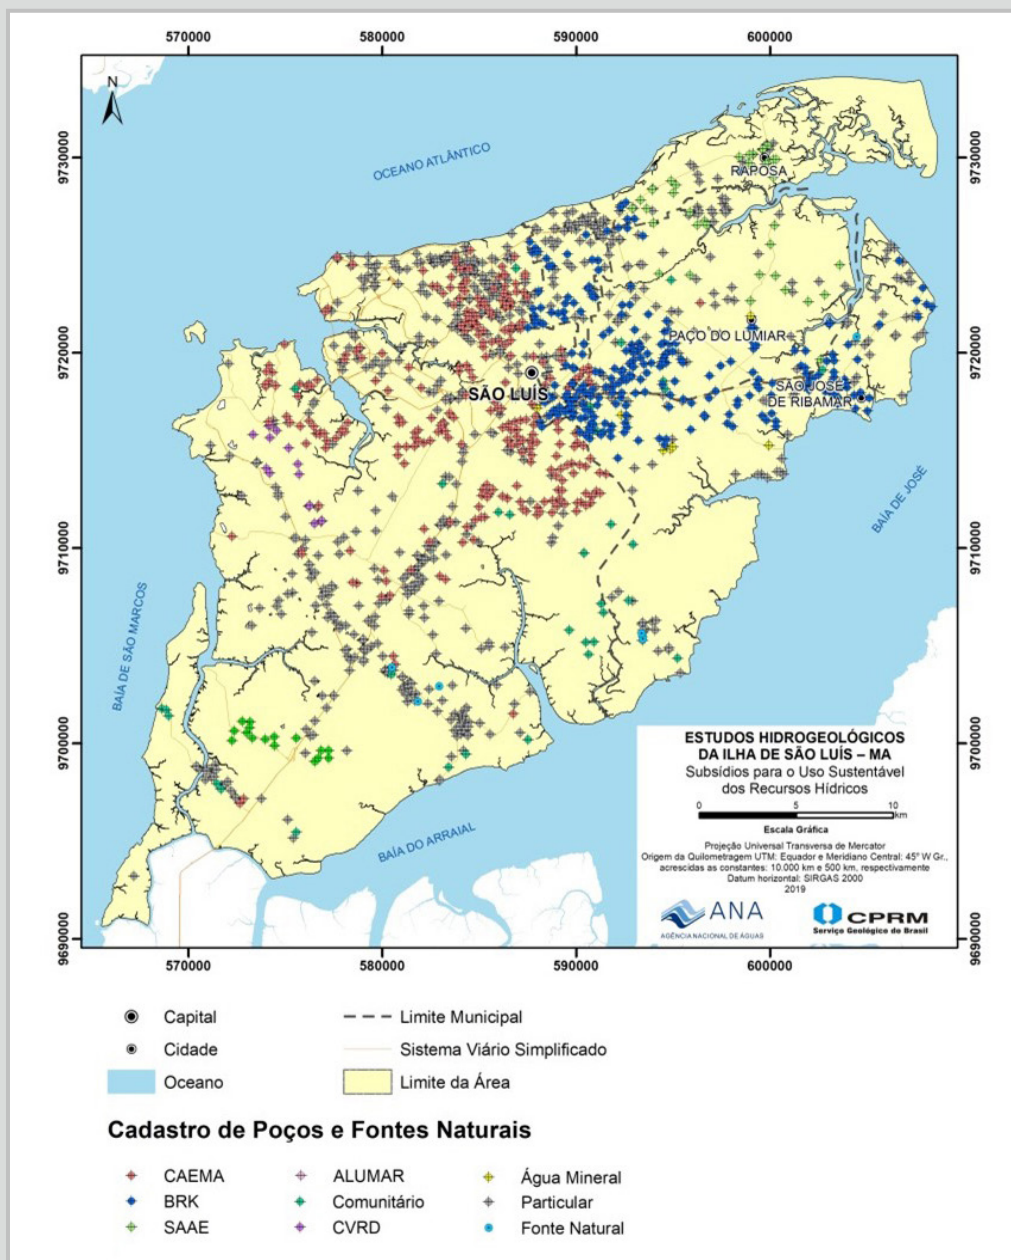 570000 580000 590000 600000
N
9730000 9730000
OCEANO ATLÂNTICO
RAPOSA
9720000 9720000
PAÇO DO LUMIAR
SÃO LUÍS
SÃO JOSÉ
DE RIBAMAR
BAÍA DE JOSÉ
9710000 9710000
BAÍA DE SÃO MARCOS
9700000 9700000
BAÍA DO ARRAIAL
9690000 9690000
ESTUDOS HIDROGEOLÓGICOS
DA ILHA DE SÃO LUÍS – MA
Subsídios para o Uso Sustentável
dos Recursos Hídricos
0 5 10
km
Escala Gráfica
Projeção Universal Transversa de Mercator
Origem da Quilometragem UTM: Equador e Meridiano Central: 45° W Gr.,
acrescidas as constantes: 10.000 km e 500 km, respectivamente
Datum horizontal: SIRGAS 2000
2019
ANA
AGÊNCIA NACIONAL DE ÁGUAS
CPRM
Serviço Geológico do Brasil
570000 580000 590000 600000
Capital
Limite Municipal
Cidade
Sistema Viário Simplificado
Oceano
Limite da Área
Cadastro de Poços e Fontes Naturais
CAEMA
ALUMAR
Água Mineral
BRK
Comunitário
Particular
SAAE
CVRD
Fonte Natural